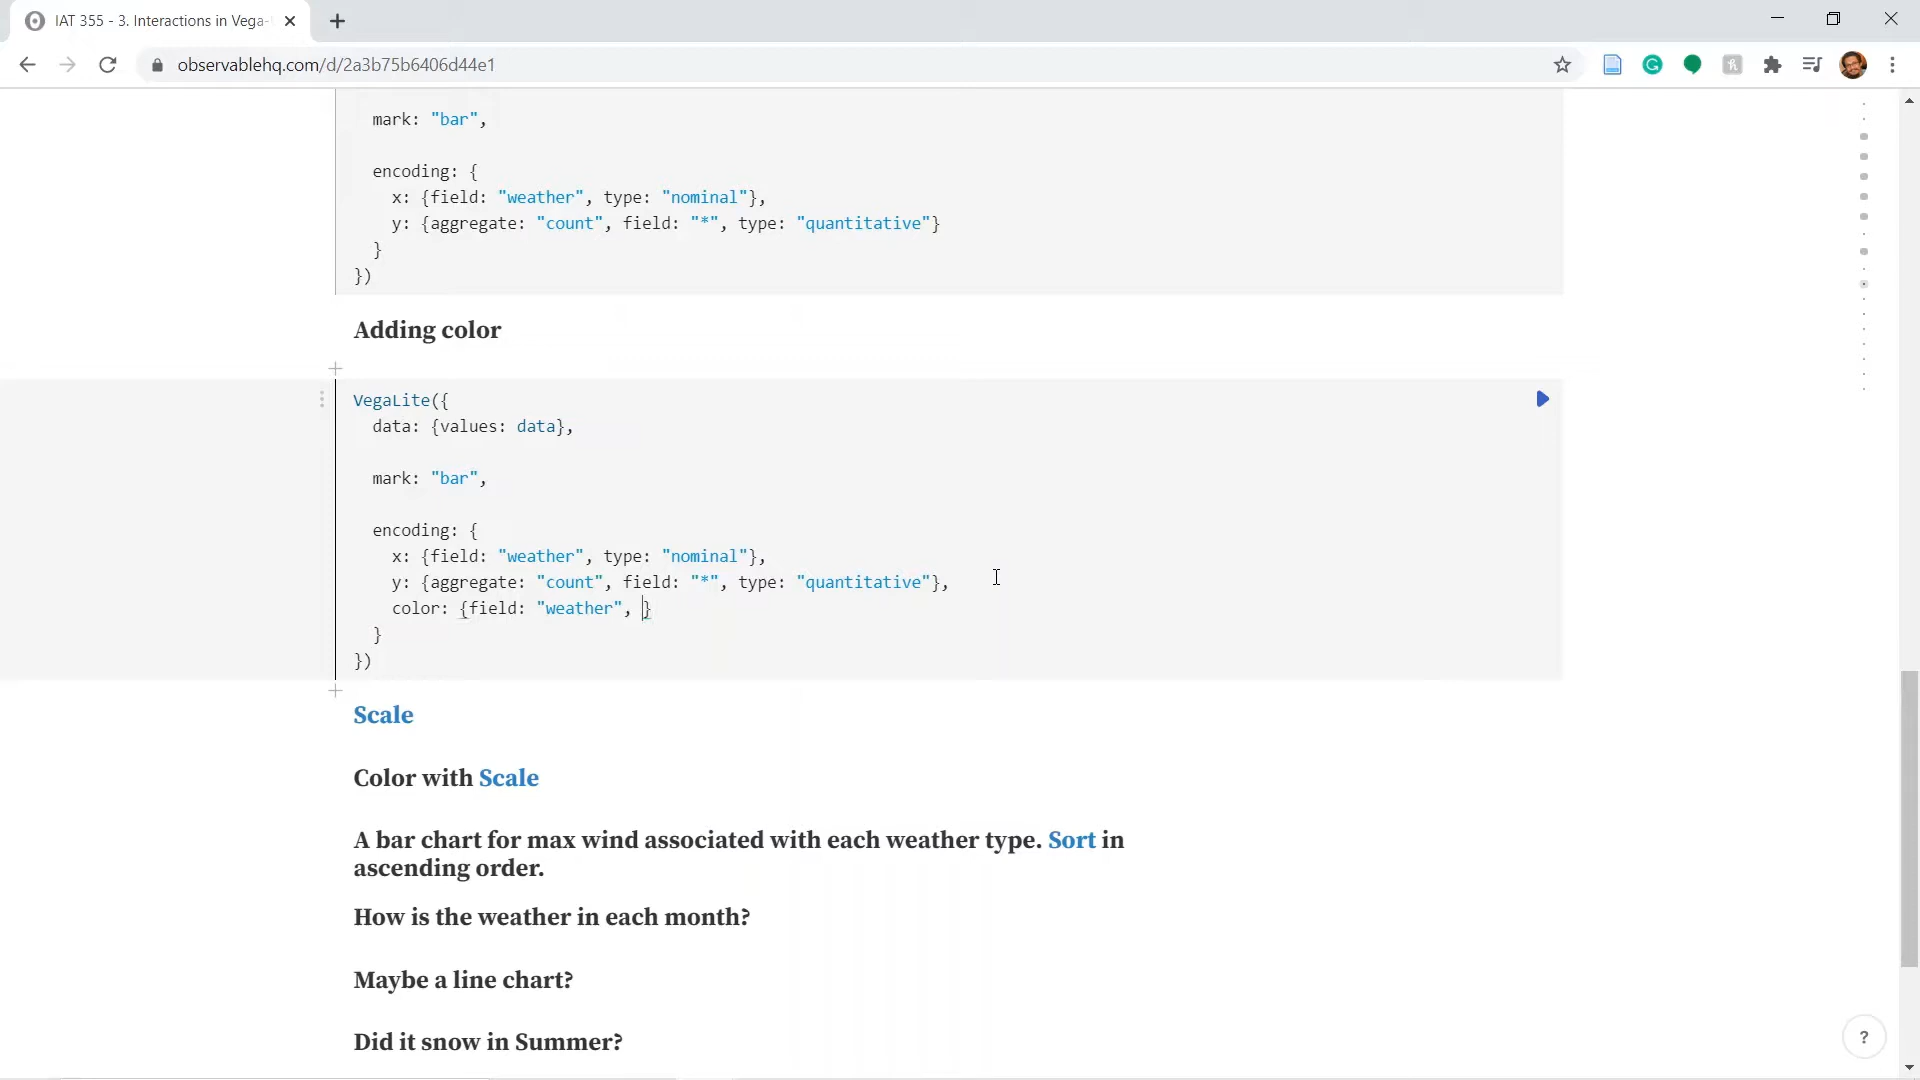 IAT 355 - 3. Interactions in Vega-
observablehq.com/d/2a3b75b6406d44e1
mark: "bar",
encoding: {
x: {field: "weather", type: "nominal"},
y: {aggregate: "count", field: "*", type: "quantitative"}
}
})
Adding color
VegaLite({
data: {values: data},
mark: "bar",
encoding: {
x: {field: "weather", type: "nominal"},
y: {aggregate: "count", field: "*", type: "quantitative"},
color: {field: "weather", }
}
})
Scale
Color with Scale
A bar chart for max wind associated with each weather type. Sort in
ascending order.
How is the weather in each month?
Maybe a line chart?
Did it snow in Summer?
?